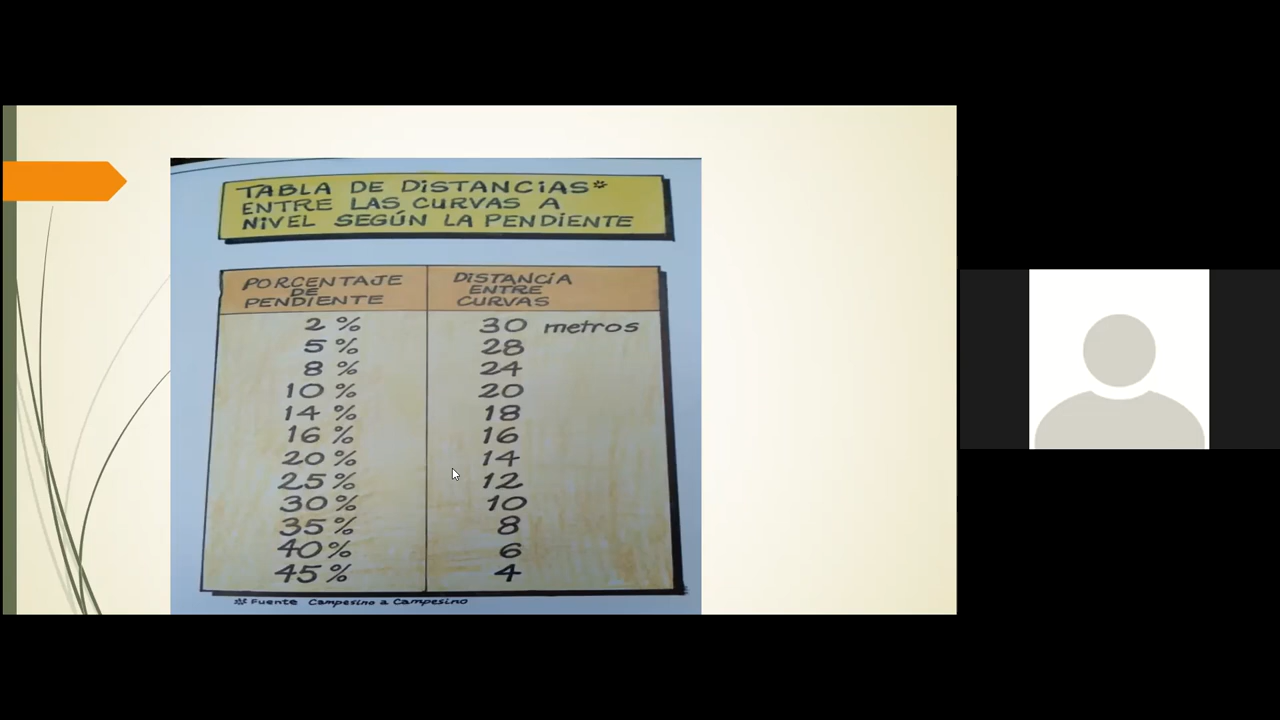 TABLA DE DISTANCIAS*
ENTRE LAS CURVAS A
NIVEL SEGÚN LA PENDIENTE
PORCENTAJE DE PENDIENTE DISTANCIA ENTRE CURVAS
2 % 30 metros
5 % 28
8 % 24
10 % 20
14 % 18
16 % 16
20 % 14
25 % 12
30 % 10
35 % 8
40 % 6
45 % 4
* Fuente Campesino a Campesino